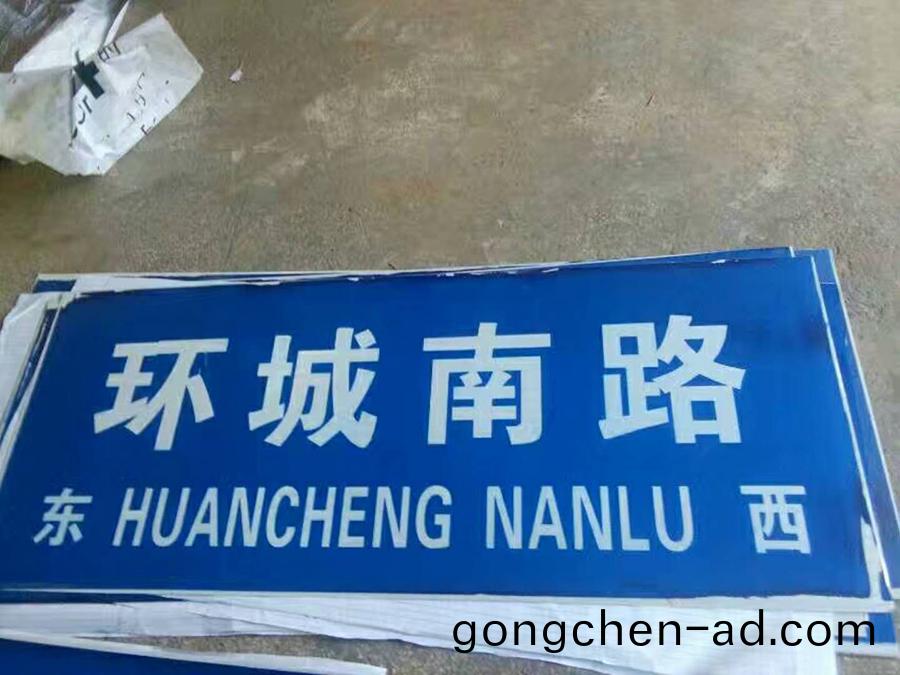 环城南路
东 HUANCHENG NANLU 西
gongchen-ad.com